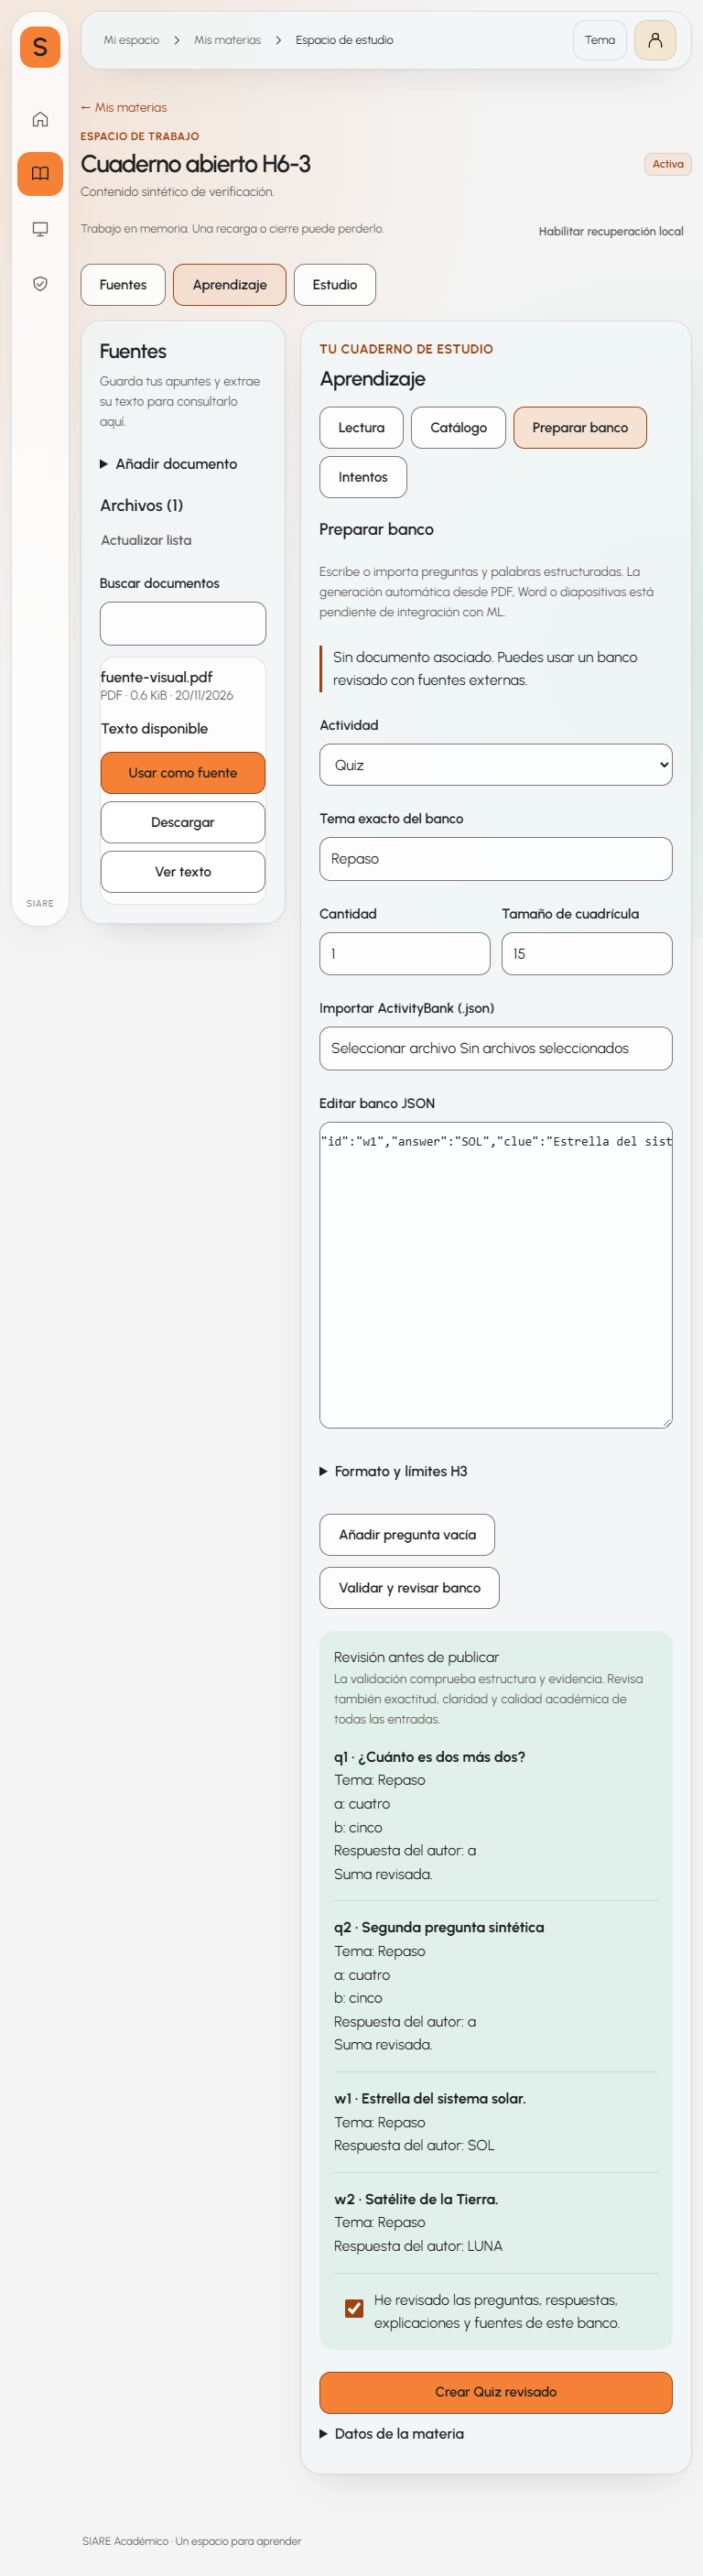 S
Mi espacio > Mis materias > Espacio de estudio
Tema
← Mis materias
ESPACIO DE TRABAJO
Cuaderno abierto H6-3
Activa
Contenido sintético de verificación.
Trabajo en memoria. Una recarga o cierre puede perderlo.
Habilitar recuperación local
Fuentes
Aprendizaje
Estudio
Fuentes
Guarda tus apuntes y extrae
su texto para consultarlo
aquí.
Añadir documento
Archivos (1)
Actualizar lista
Buscar documentos
fuente-visual.pdf
PDF · 0,6 KiB · 20/11/2026
Texto disponible
Usar como fuente
Descargar
Ver texto
SIARE
TU CUADERNO DE ESTUDIO
Aprendizaje
Lectura
Catálogo
Preparar banco
Intentos
Preparar banco
Escribe o importa preguntas y palabras estructuradas. La
generación automática desde PDF, Word o diapositivas está
pendiente de integración con ML.
Sin documento asociado. Puedes usar un banco
revisado con fuentes externas.
Actividad
Quiz
Tema exacto del banco
Repaso
Cantidad
Tamaño de cuadrícula
1
15
Importar ActivityBank (.json)
Seleccionar archivo Sin archivos seleccionados
Editar banco JSON
"id":"w1","answer":"SOL","clue":"Estrella del sist
Formato y límites H3
Añadir pregunta vacía
Validar y revisar banco
Revisión antes de publicar
La validación comprueba estructura y evidencia. Revisa
también exactitud, claridad y calidad académica de
todas las entradas.
q1 · ¿Cuánto es dos más dos?
Tema: Repaso
a: cuatro
b: cinco
Respuesta del autor: a
Suma revisada.
q2 · Segunda pregunta sintética
Tema: Repaso
a: cuatro
b: cinco
Respuesta del autor: a
Suma revisada.
w1 · Estrella del sistema solar.
Tema: Repaso
Respuesta del autor: SOL
w2 · Satélite de la Tierra.
Tema: Repaso
Respuesta del autor: LUNA
He revisado las preguntas, respuestas,
explicaciones y fuentes de este banco.
Crear Quiz revisado
Datos de la materia
SIARE Académico · Un espacio para aprender